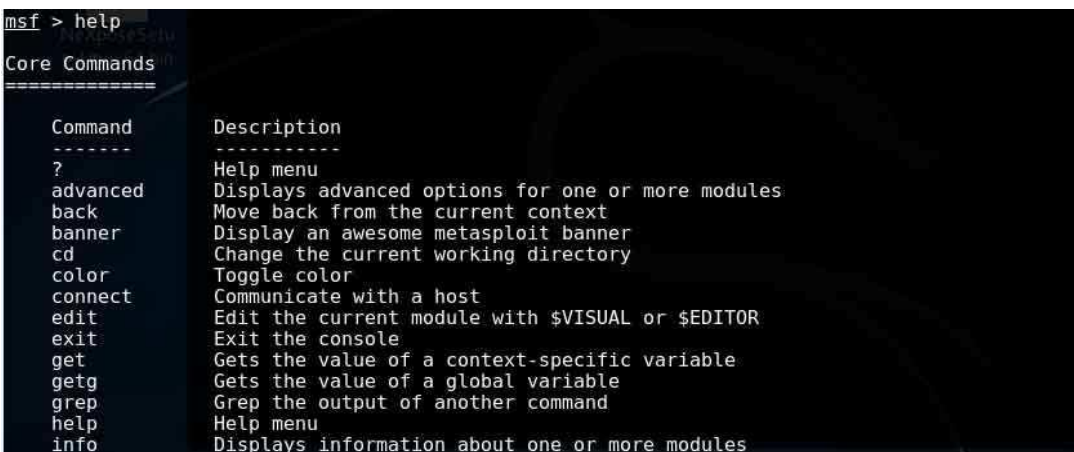 msf > help
NeXposeSetu
Core Commands
=============
Command Description
------- -----------
? Help menu
advanced Displays advanced options for one or more modules
back Move back from the current context
banner Display an awesome metasploit banner
cd Change the current working directory
color Toggle color
connect Communicate with a host
edit Edit the current module with $VISUAL or $EDITOR
exit Exit the console
get Gets the value of a context-specific variable
getg Gets the value of a global variable
grep Grep the output of another command
help Help menu
info Displays information about one or more modules